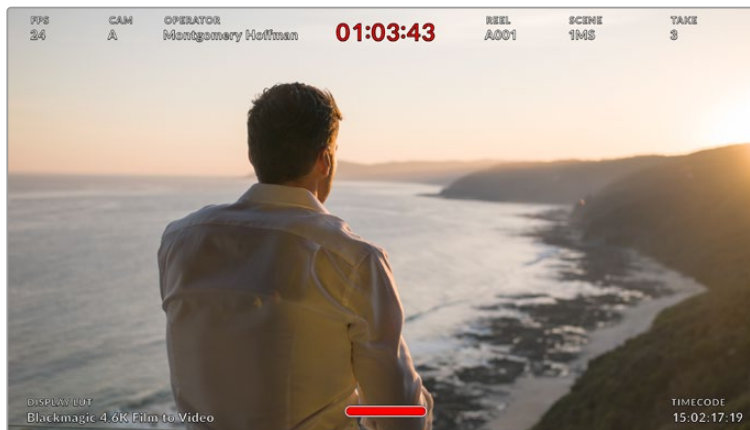 FPS
24
CAM
A
OPERATOR
Montgomery Hoffman
01:03:43
REEL
A001
SCENE
1MS
TAKE
3
DISPLAY LUT
Blackmagic 4.6K Film to Video
TIMECODE
15:02:17:19